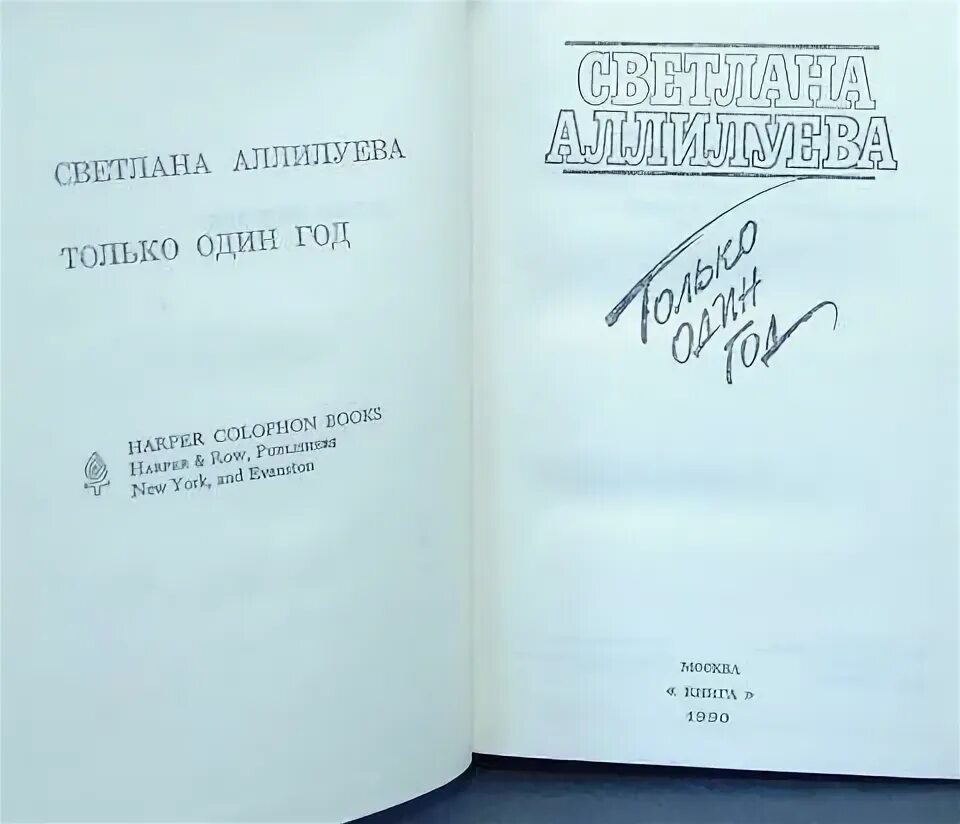 СВЕТЛАНА АЛЛИЛУЕВА
ТОЛЬКО ОДИН ГОД
HARPER COLOPHON BOOKS
HARPER & ROW, PUBLISHERS
New York, and Evanston
СВЕТЛАНА
АЛЛИЛУЕВА
Только
один
год
МОСКВА
« КНИГА »
1990